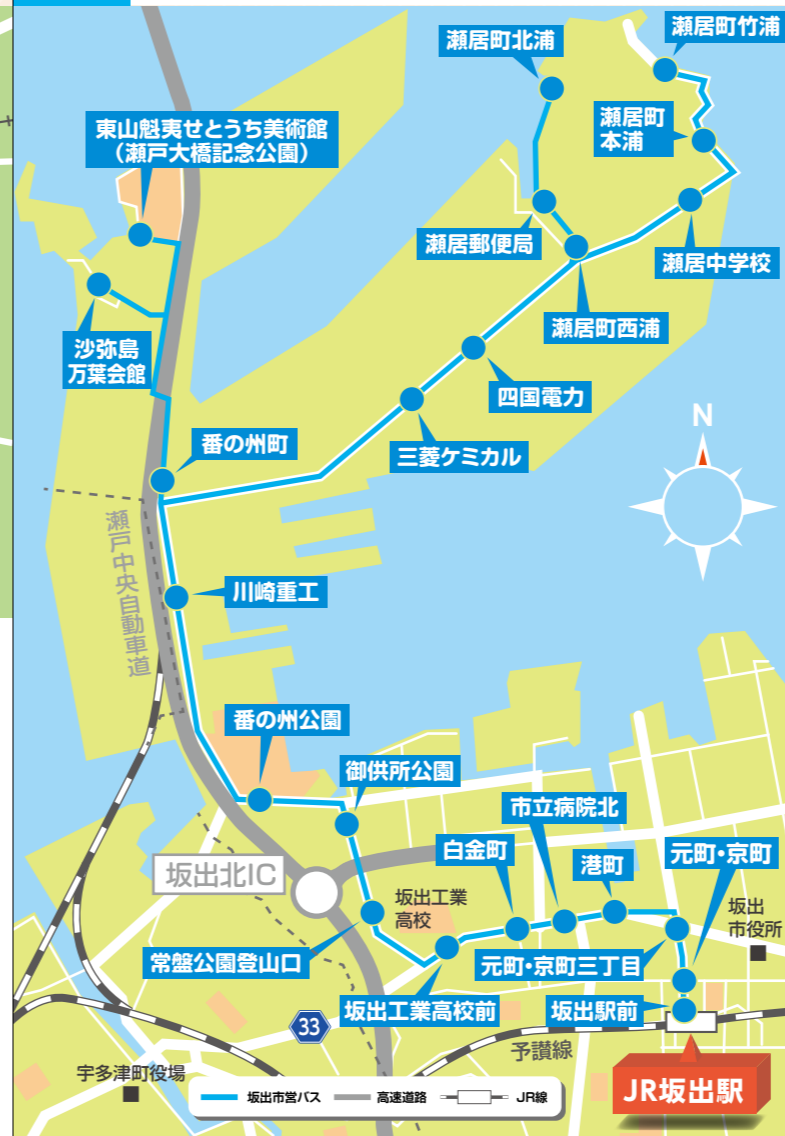 瀬居町北浦
瀬居町竹浦
東山魁夷せとうち美術館
（瀬戸大橋記念公園）
瀬居町
本浦
瀬居郵便局
瀬居中学校
沙弥島
万葉会館
瀬居町西浦
四国電力
三菱ケミカル
N
番の州町
瀬戸中央自動車道
川崎重工
番の州公園
御供所公園
市立病院北
白金町
港町
元町・京町
坂出北IC
坂出工業
高校
坂出
市役所
常盤公園登山口
元町・京町三丁目
坂出工業高校前
坂出駅前
33
予讃線
宇多津町役場
JR坂出駅
坂出市営バス
高速道路
JR線